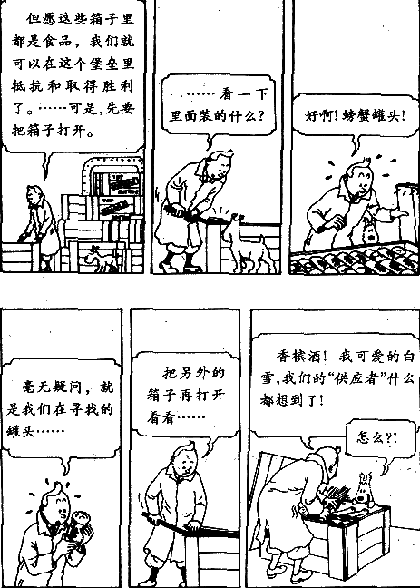 但愿这些箱子里
都是食品，我们就
可以在这个堡垒里
抵抗和取得胜利
了。……可是，先要
把箱子打开。
………看一下
里面装的什么？
好啊！螃蟹罐头！
毫无疑问，就
是我们在寻找的
罐头……
把另外的
箱子再打开
看看……
香槟酒！我可爱的白
雪，我们的“供应者”什么
都想到了！
怎么?!